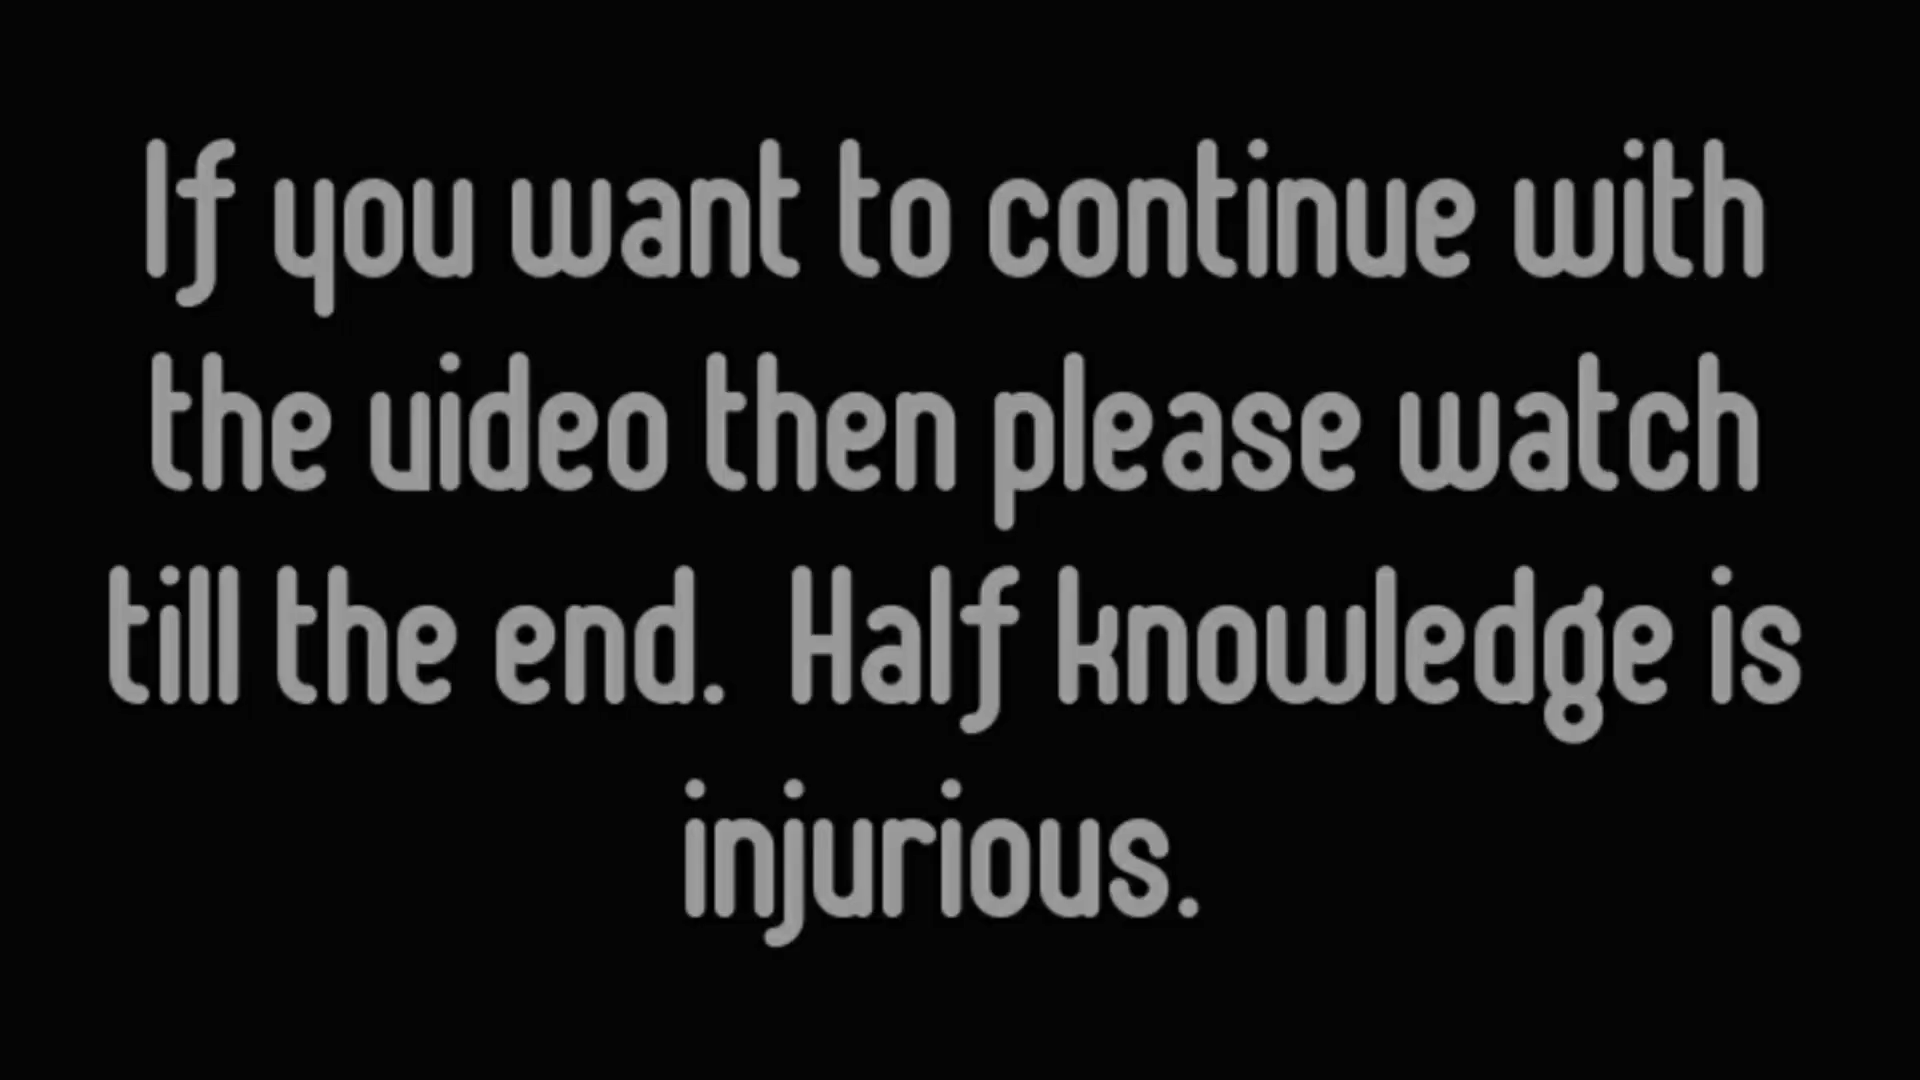 If you want to continue with
the video then please watch
till the end.  Half knowledge is
injurious.